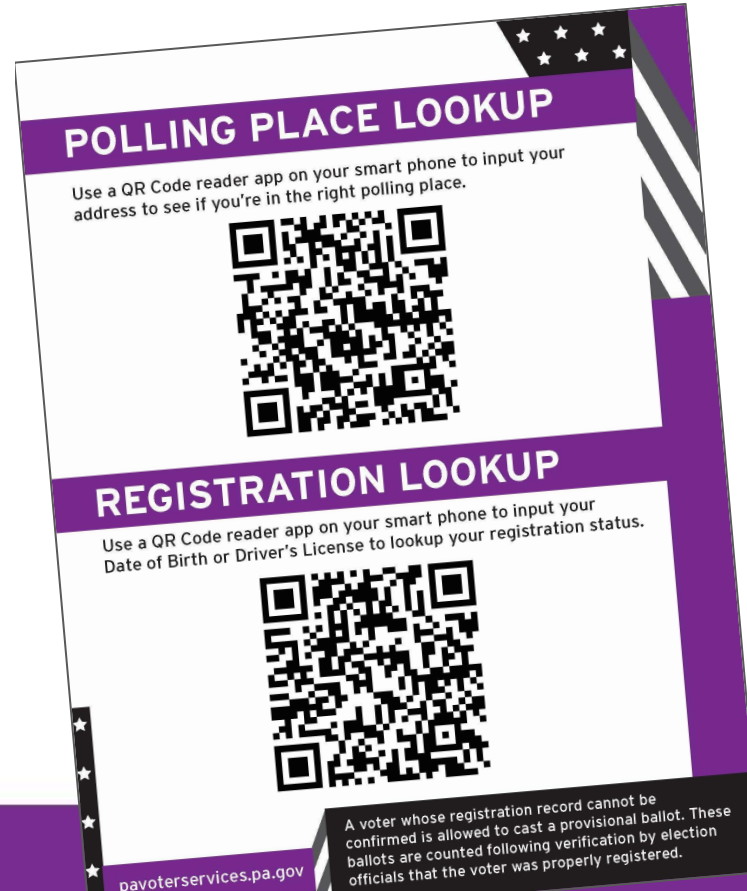 POLLING PLACE LOOKUP
Use a QR Code reader app on your smart phone to input your
address to see if you're in the right polling place.
REGISTRATION LOOKUP
Use a QR Code reader app on your smart phone to input your
Date of Birth or Driver's License to lookup your registration status.
A voter whose registration record cannot be
confirmed is allowed to cast a provisional ballot. These
ballots are counted following verification by election
officials that the voter was properly registered.
pavoterservices.pa.gov